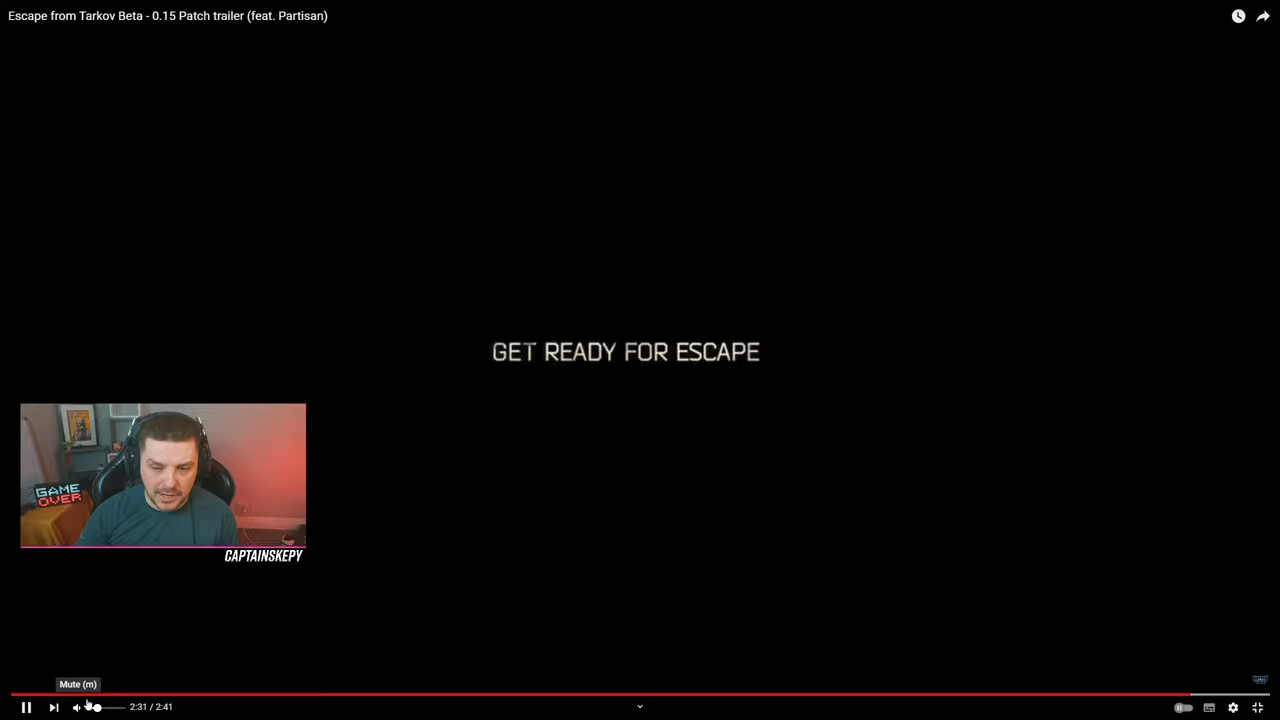 Escape from Tarkov Beta - 0.15 Patch trailer (feat. Partisan)
GET READY FOR ESCAPE
GAME
OVER
CAPTAINSKEPY
Mute (m)
2:31 / 2:41